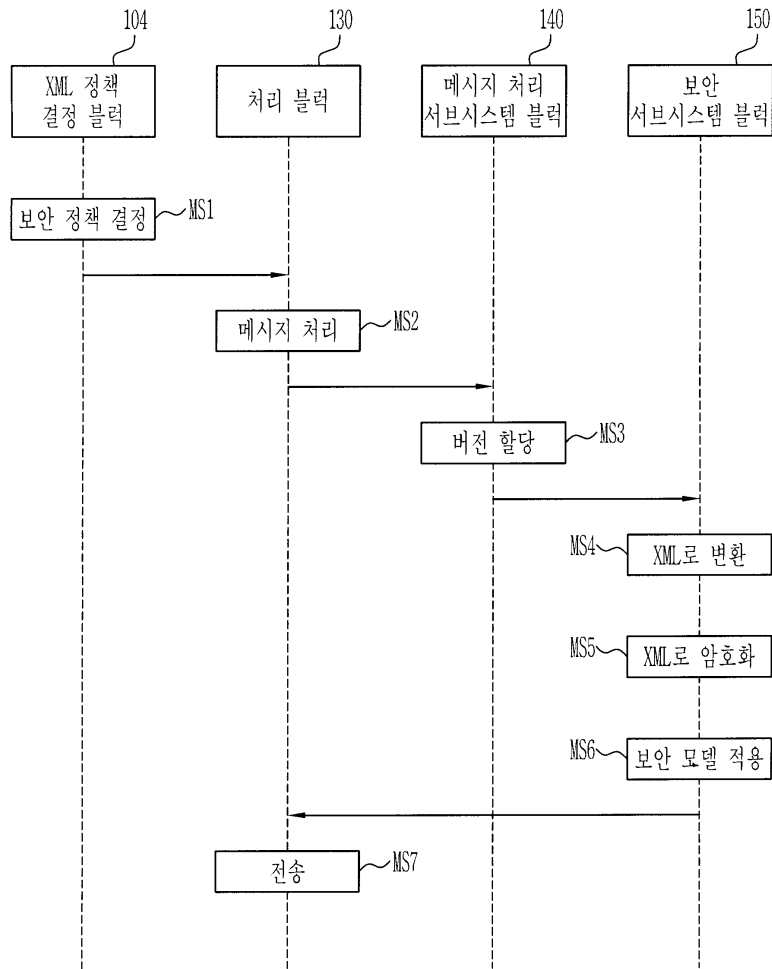 104
130
140
150
XML 정책
결정 블럭
처리 블럭
메시지 처리
서브시스템 블럭
보안
서브시스템 블럭
보안 정책 결정
MS1
메시지 처리
MS2
버전 할당
MS3
MS4
XML로 변환
MS5
XML로 암호화
MS6
보안 모델 적용
전송
MS7